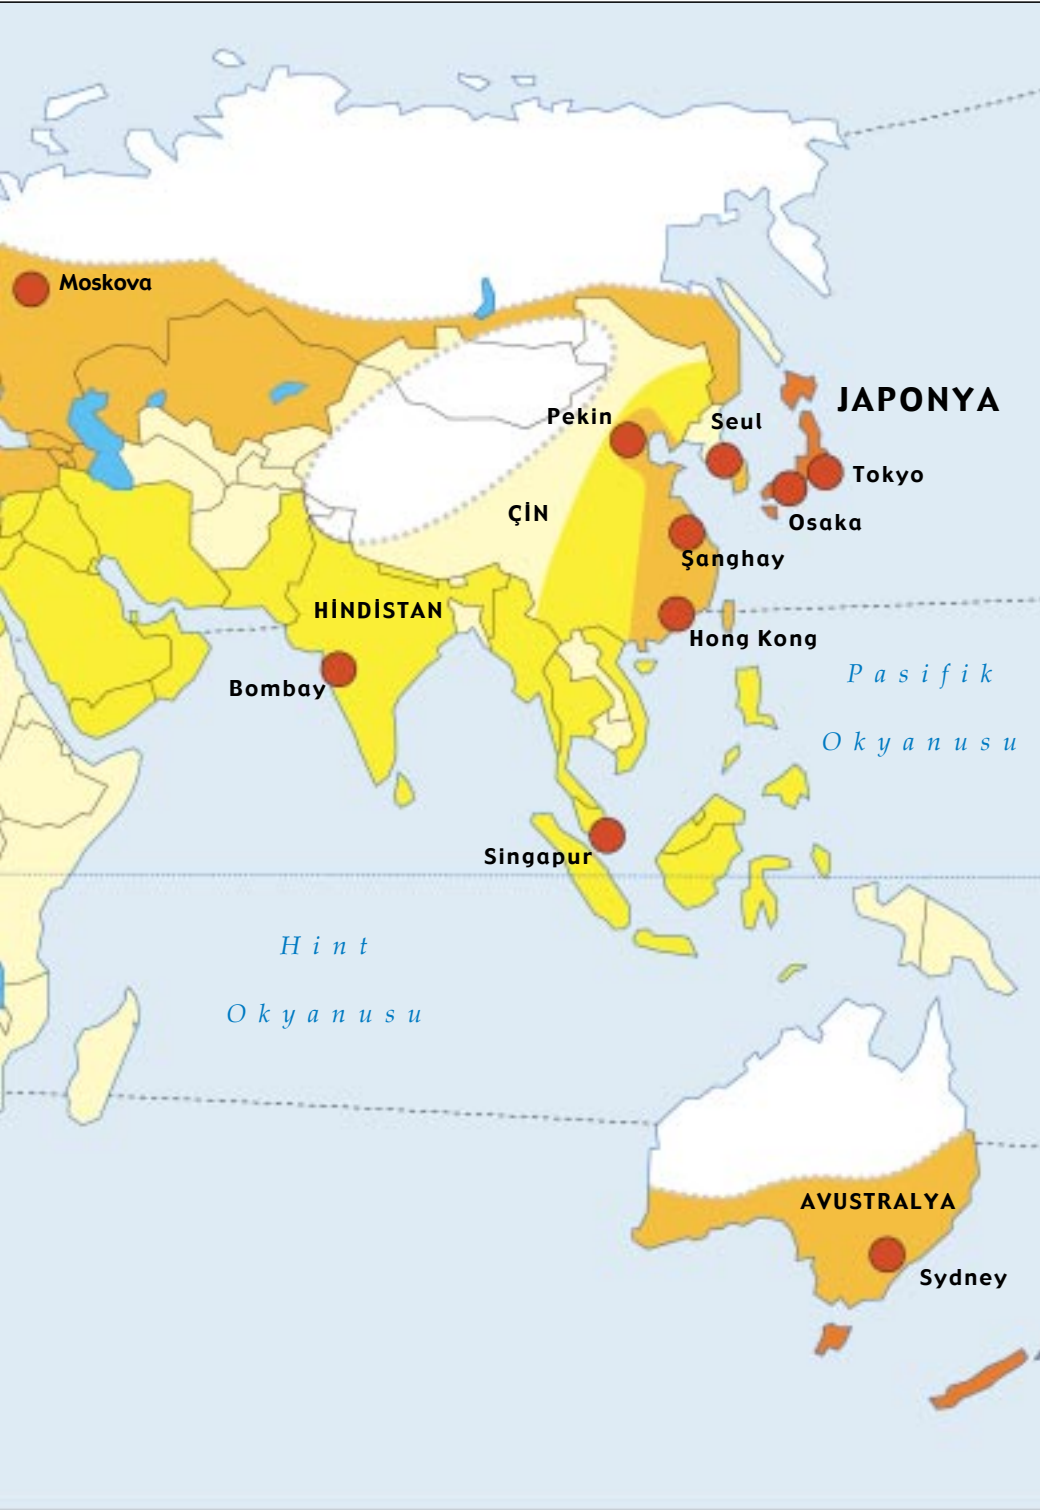 Moskova
JAPONYA
Pekin
Seul
Tokyo
ÇİN
Osaka
Şanghay
HİNDİSTAN
Hong Kong
Pasifik
Bombay
Okyanusu
Singapur
Hint
Okyanusu
AVUSTRALYA
Sydney